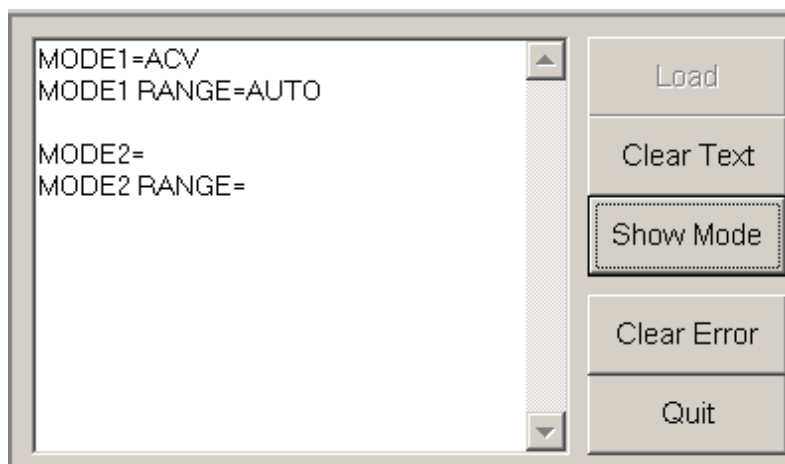 MODE1=ACV
MODE1 RANGE=AUTO
MODE2=
MODE2 RANGE=
Load
Clear Text
Show Mode
Clear Error
Quit